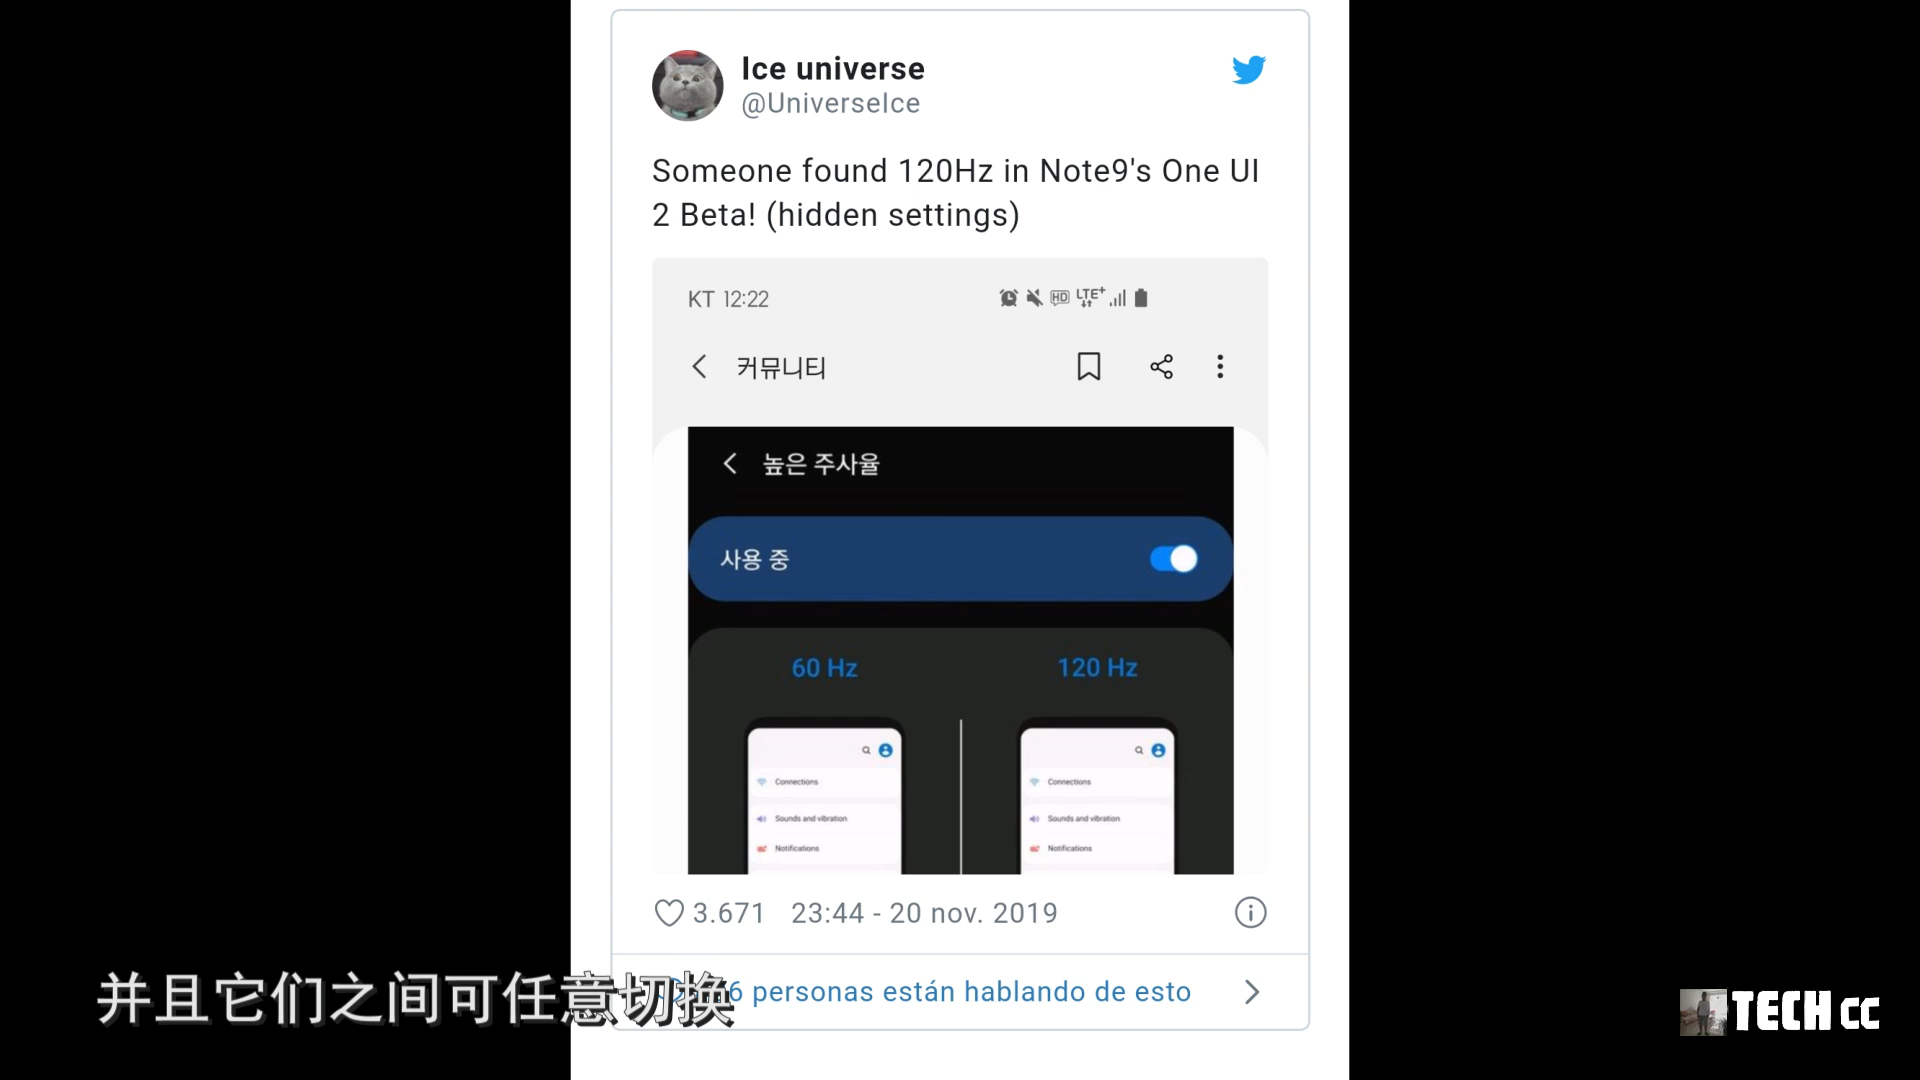 Ice universe
@UniverseIce
Someone found 120Hz in Note9's One UI
2 Beta! (hidden settings)
KT 12:22
HD LTE+
커뮤니티
높은 주사율
사용 중
60 Hz
120 Hz
Connections
Sounds and vibration
Notifications
Connections
Sounds and vibration
Notifications
3.671 23:44 - 20 nov. 2019
6 personas están hablando de esto
并且它们之间可任意切换
TECH CC